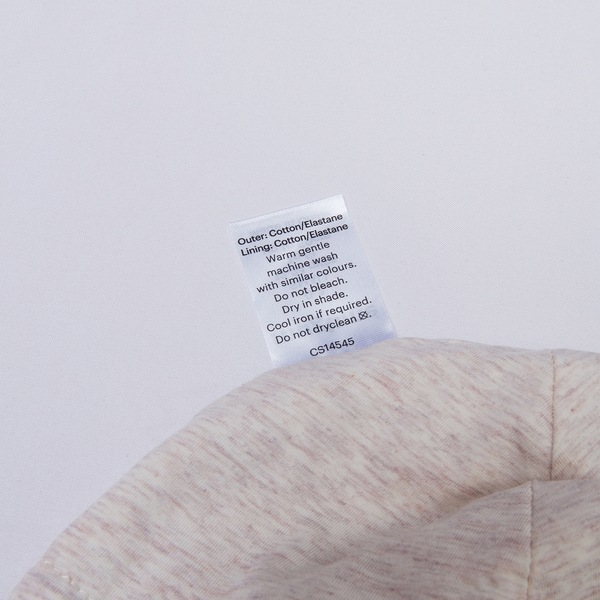 Outer: Cotton/Elastane
Lining: Cotton/Elastane
Warm gentle
machine wash
with similar colours.
Do not bleach.
Dry in shade.
Cool iron if required.
Do not dryclean ☒.
CS14545